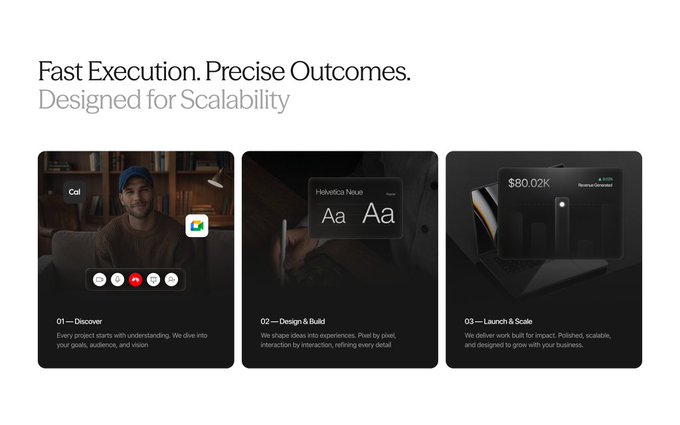 Fast Execution. Precise Outcomes.
Designed for Scalability
Cal
01 — Discover
Every project starts with understanding. We dive into
your goals, audience, and vision
Helvetica Neue
Regular
Aa
Aa
02 — Design & Build
We shape ideas into experiences. Pixel by pixel,
interaction by interaction, refining every detail
$80.02K
▲ 9.02%
Revenue Generated
03 — Launch & Scale
We deliver work built for impact. Polished, scalable,
and designed to grow with your business.